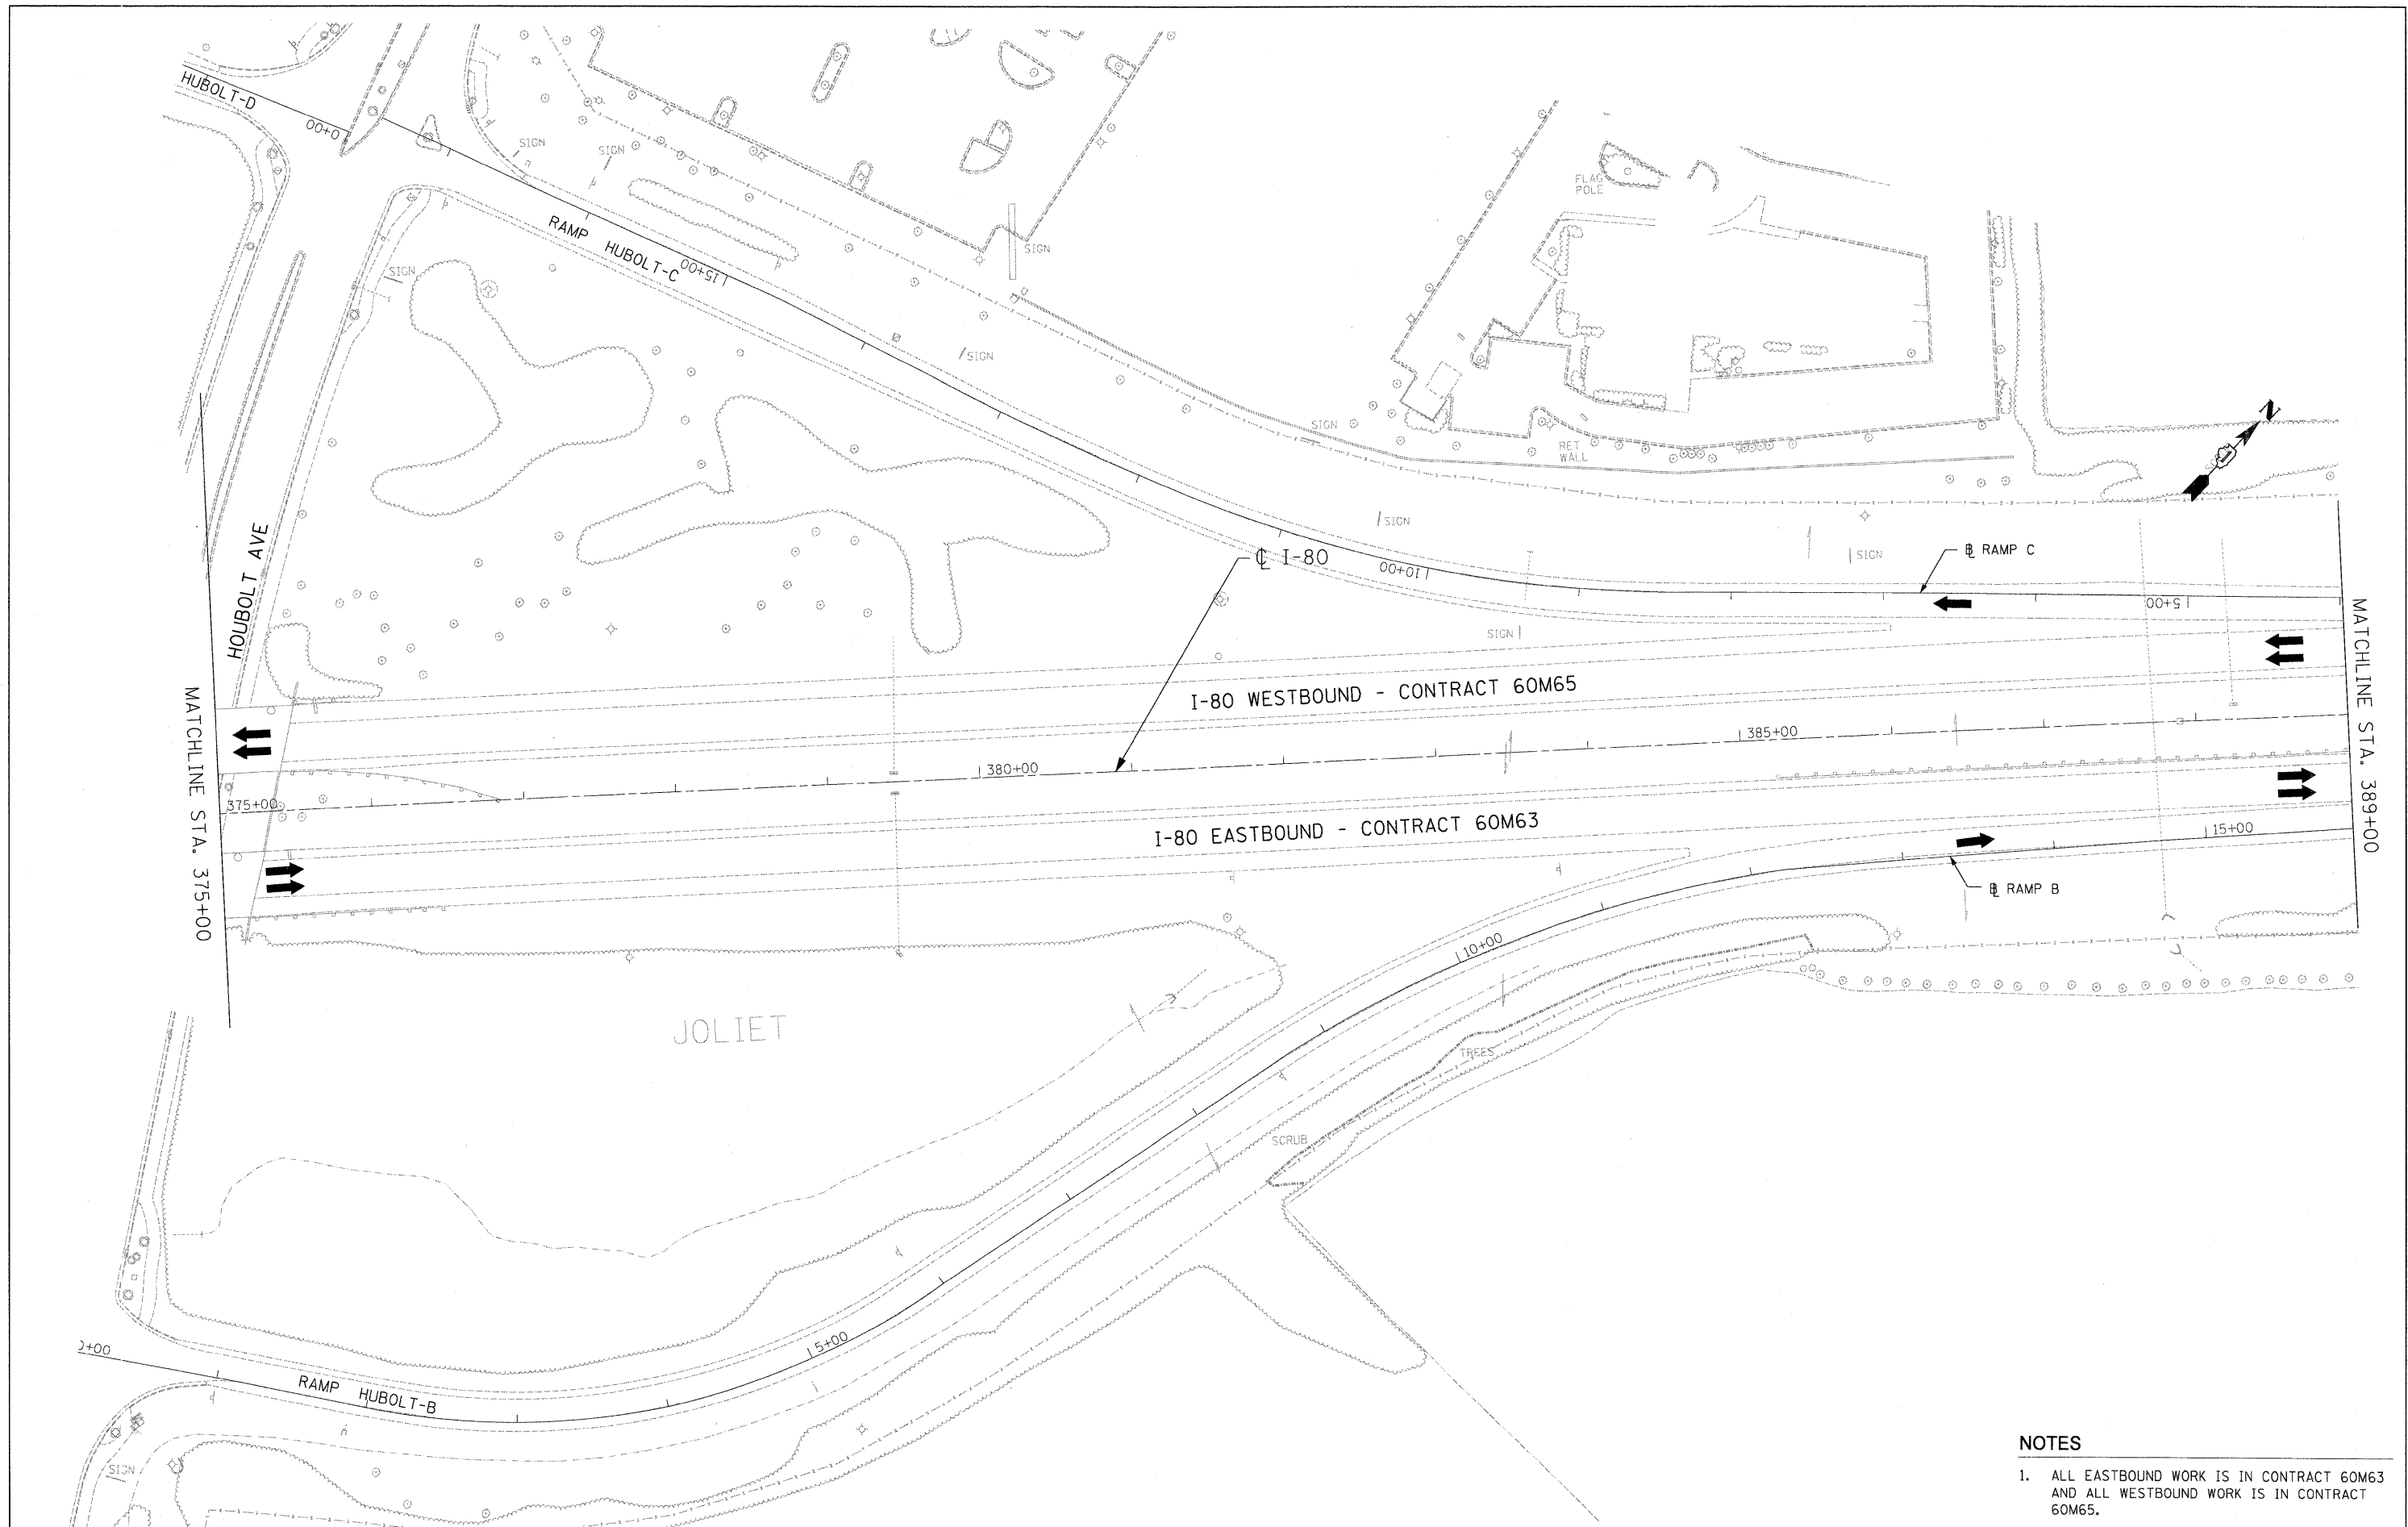 HUBOLT-D
0+00
SIGN
SIGN
RAMP HUBOLT-C
15+00
SIGN
SIGN
SIGN
FLAG
POLE
SIGN
RET
WALL
N
HOUBOLT AVE
℄ I-80
SIGN
10+00
SIGN
SIGN
℄ RAMP C
5+00
MATCHLINE STA. 375+00
MATCHLINE STA. 389+00
I-80 WESTBOUND - CONTRACT 60M65
385+00
380+00
375+00
I-80 EASTBOUND - CONTRACT 60M63
15+00
℄ RAMP B
10+00
JOLIET
TREES
SCRUB
5+00
RAMP HUBOLT-B
SIGN
NOTES
1. ALL EASTBOUND WORK IS IN CONTRACT 60M63
AND ALL WESTBOUND WORK IS IN CONTRACT
60M65.